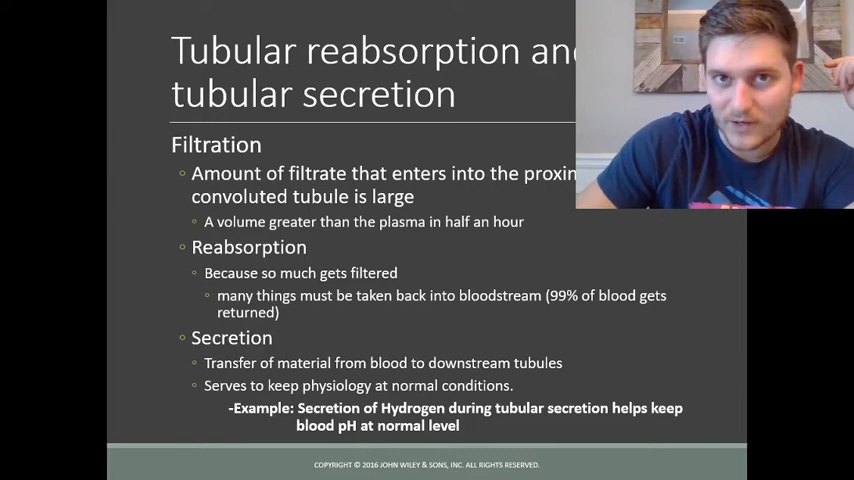 Tubular reabsorption and
tubular secretion
Filtration
◦ Amount of filtrate that enters into the
convoluted tubule is large
◦ A volume greater than the plasma in half an hour
◦ Reabsorption
◦ Because so much gets filtered
◦ many things must be taken back into bloodstream (99% of blood gets
returned)
◦ Secretion
◦ Transfer of material from blood to downstream tubules
◦ Serves to keep physiology at normal conditions.
-Example: Secretion of Hydrogen during tubular secretion helps keep
blood pH at normal level
COPYRIGHT © 2016 JOHN WILEY & SONS, INC. ALL RIGHTS RESERVED.